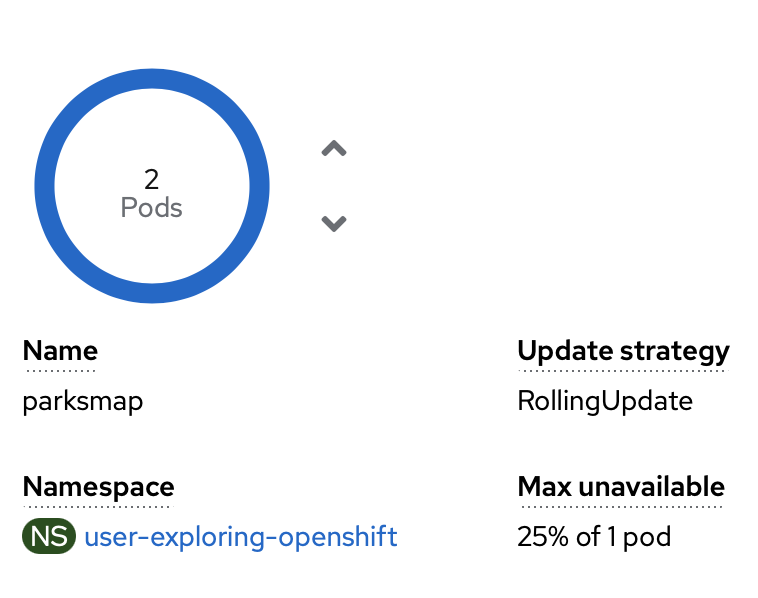 2
Pods
Name
parksmap
Update strategy
RollingUpdate
Namespace
NS user-exploring-openshift
Max unavailable
25% of 1 pod